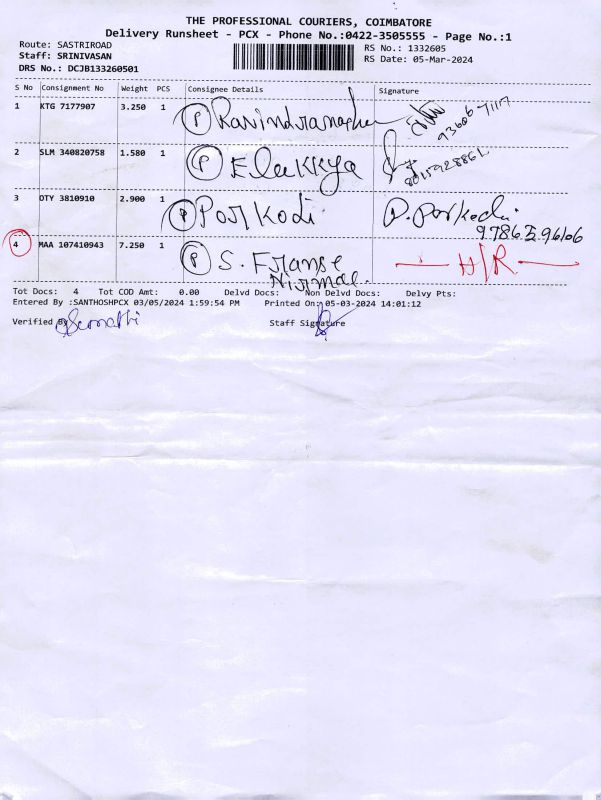 THE PROFESSIONAL COURIERS, COIMBATORE
Delivery Runsheet - PCX - Phone No.:0422-3505555 - Page No.:1
Route: SASTRIROAD
RS No.: 1332605
Staff: SRINIVASAN
RS Date: 05-Mar-2024
DRS No.: DCJB133260501
S No Consignment No Weight PCS Consignee Details Signature
1 KTG 7177907 3.250 1 P
2 SLM 340820758 1.580 1 P Elakkya
3 OTY 3810910 2.900 1 P Porkodi P. Porkodi
4 MAA 107410943 7.250 1 P S. Franse H/R
Tot Docs: 4 Tot COD Amt: 0.00 Delvd Docs: Non Delvd Docs: Delvy Pts:
Entered By :SANTHOSHPCX 03/05/2024 1:59:54 PM Printed On: 05-03-2024 14:01:12
Verified By Staff Signature